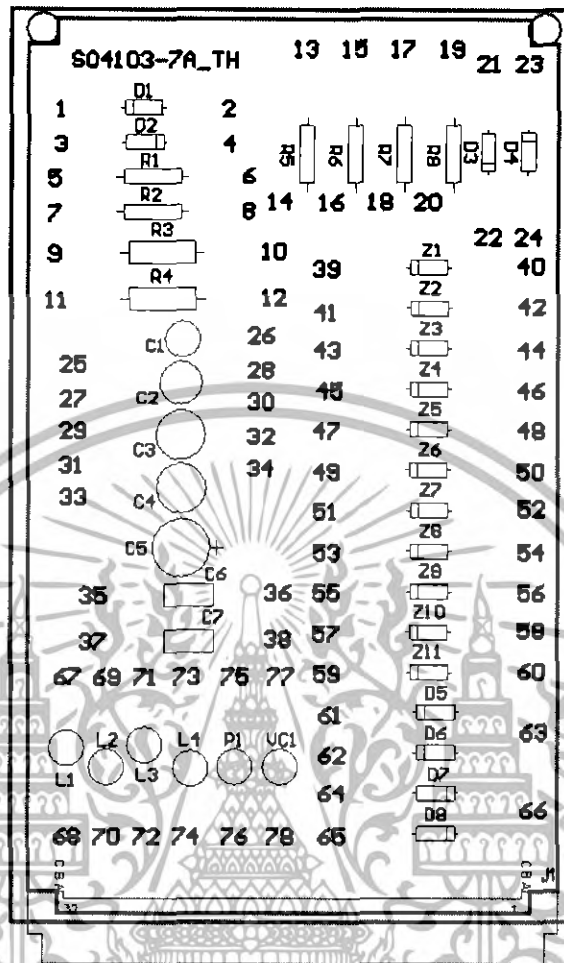 S04103-7A_TH 13 15 17 19 21 23
D1
1 2
D2
3 4
R5 R6 R7 R8 D3 D4
R1
5 6
R2
7 8 14 16 18 20
R3
22 24
9 10
Z1
39 40
R4
11 12
Z2
41 42
C1 26
Z3
43 44
25 28
Z4
C2
27 30 45 46
Z5
29 C3 32 47 48
Z6
31 34 49 50
33 C4
Z7
51 52
C5 +
Z8
53 54
C6
Z9
35 36 55 56
C7
Z10
37 38 57 58
Z11
67 69 71 73 75 77 59 60
D5
61
L2 L4 P1 VC1
D6
63
L1 L3
62
D7
64
66
D8
68 70 72 74 76 78 65
C B A C B A J1
32 1